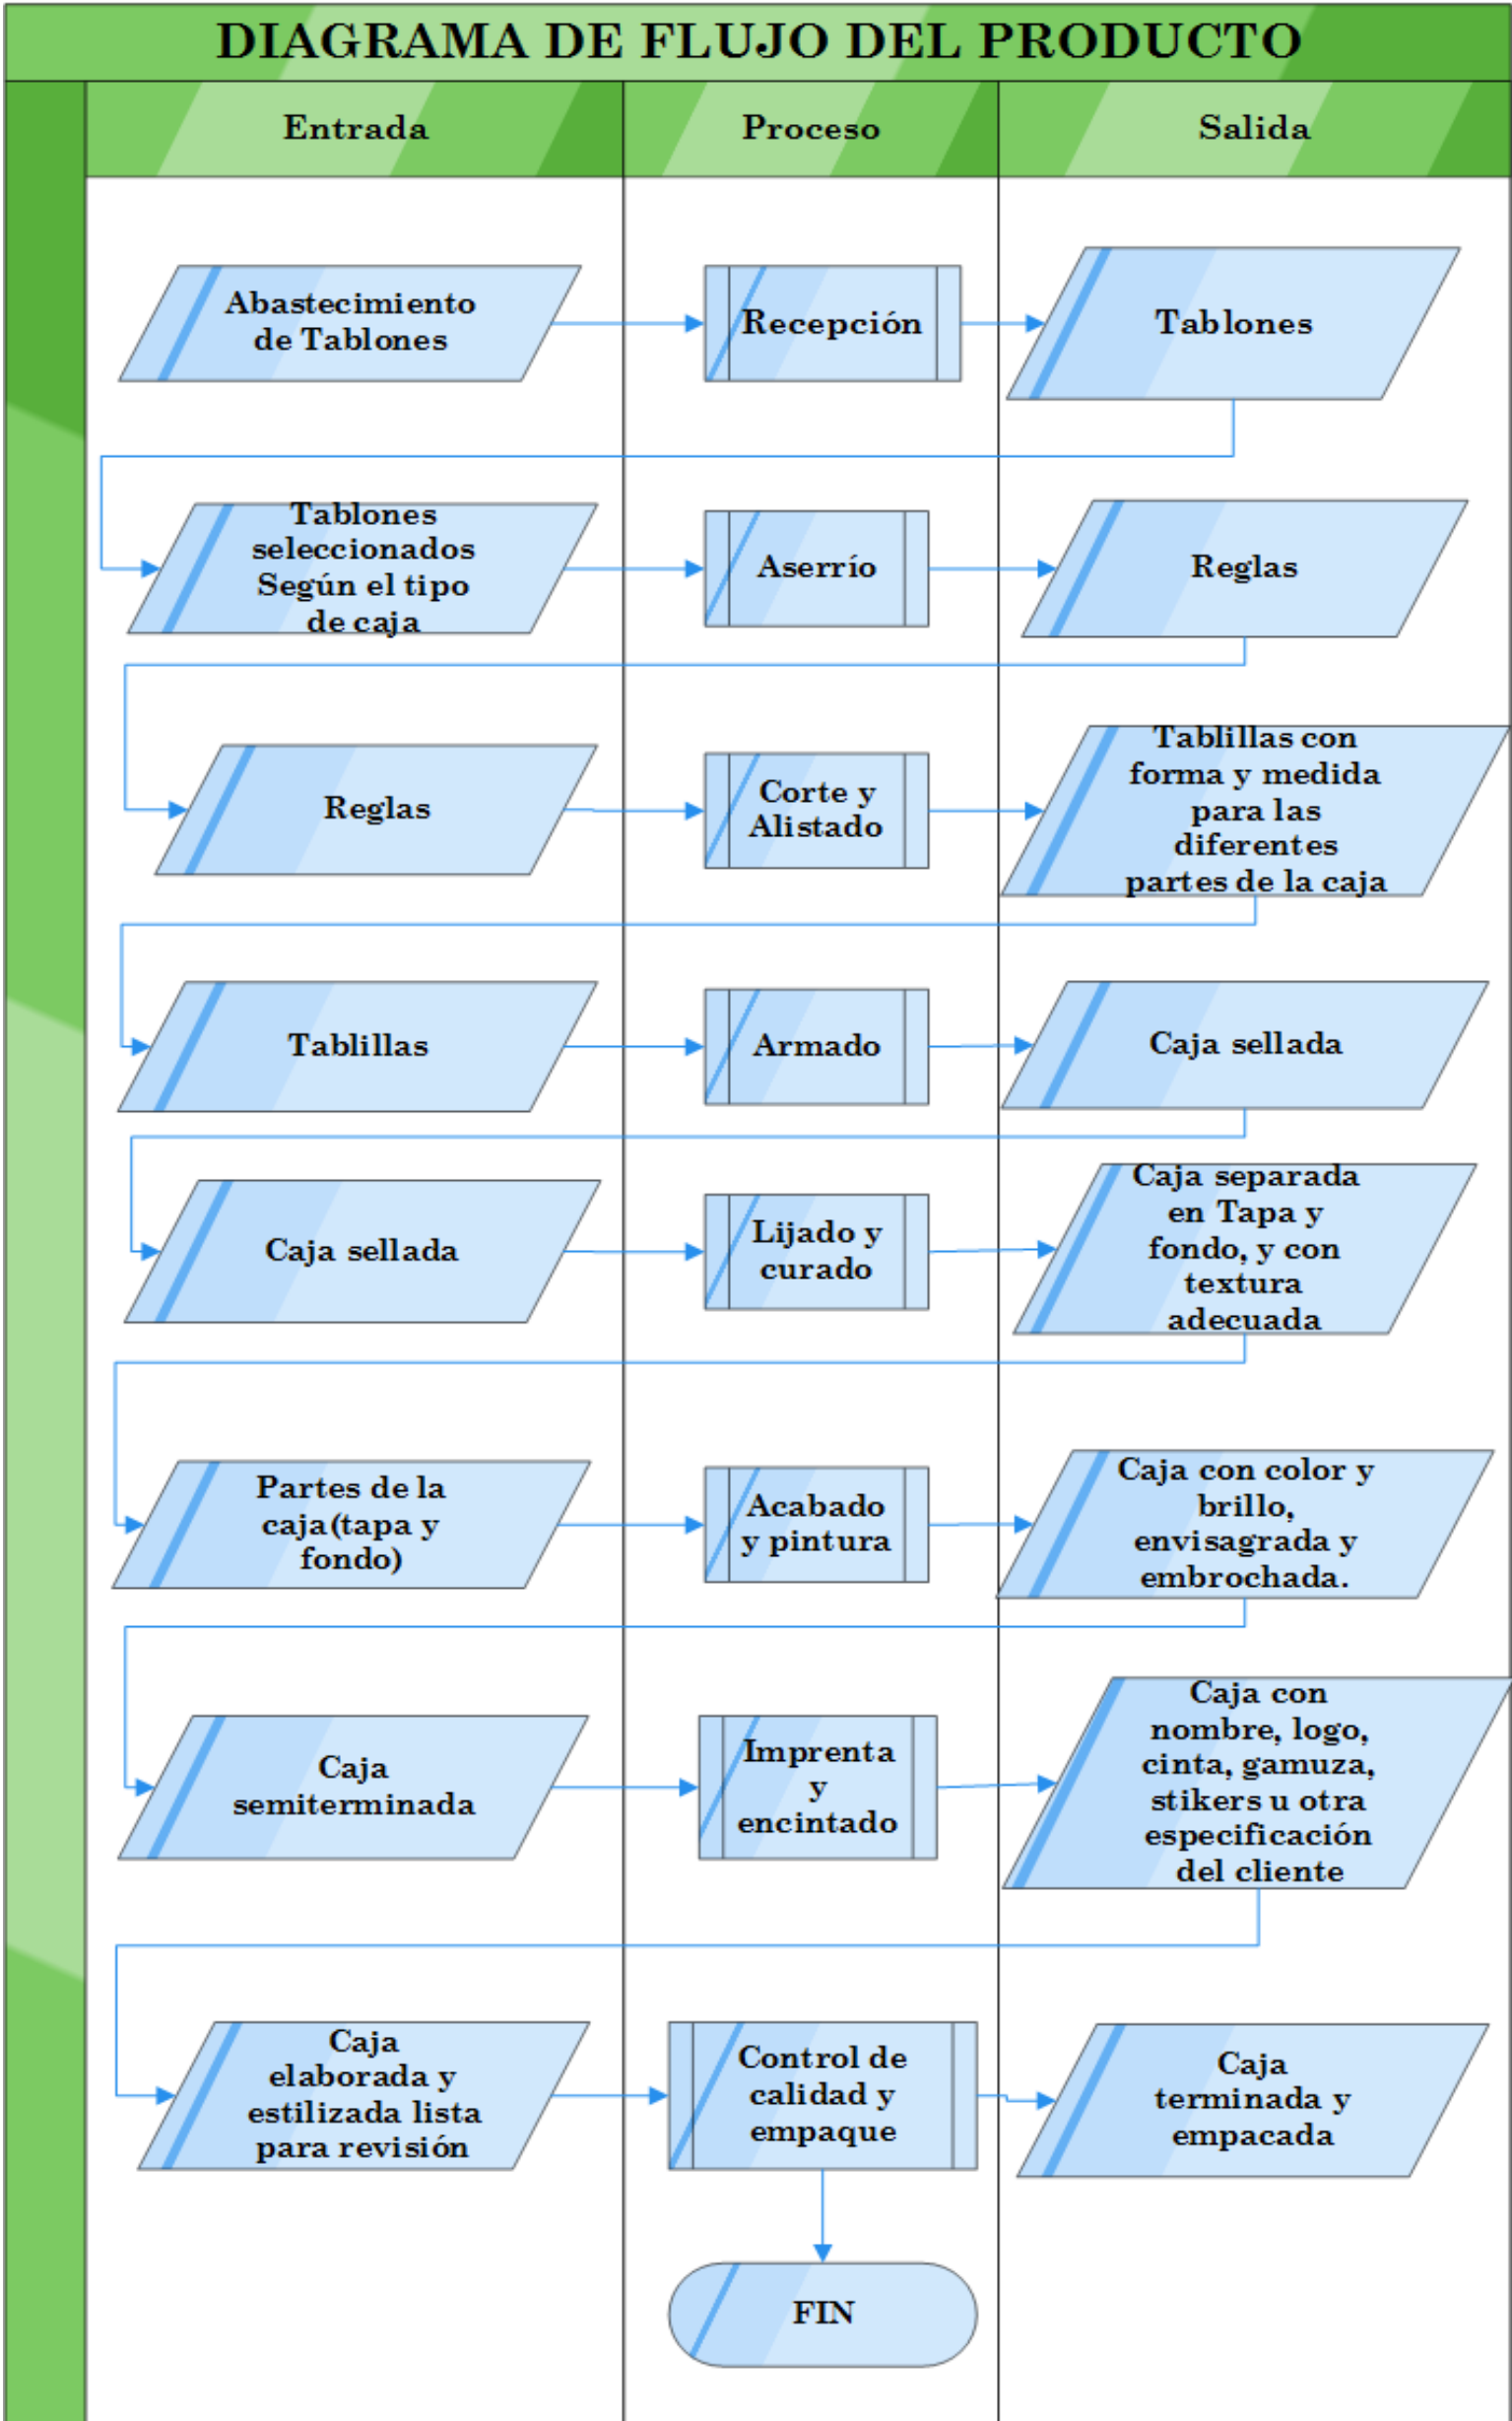 DIAGRAMA DE FLUJO DEL PRODUCTO
Entrada
Proceso
Salida
Abastecimiento
de Tablones
Recepción
Tablones
Tablones
seleccionados
Según el tipo
de caja
Aserrío
Reglas
Reglas
Corte y
Alistado
Tablillas con
forma y medida
para las
diferentes
partes de la caja
Tablillas
Armado
Caja sellada
Caja sellada
Lijado y
curado
Caja separada
en Tapa y
fondo, y con
textura
adecuada
Partes de la
caja(tapa y
fondo)
Acabado
y pintura
Caja con color y
brillo,
envisagrada y
embrochada.
Caja
semiterminada
Imprenta
y
encintado
Caja con
nombre, logo,
cinta, gamuza,
stikers u otra
especificación
del cliente
Caja
elaborada y
estilizada lista
para revisión
Control de
calidad y
empaque
Caja
terminada y
empacada
FIN